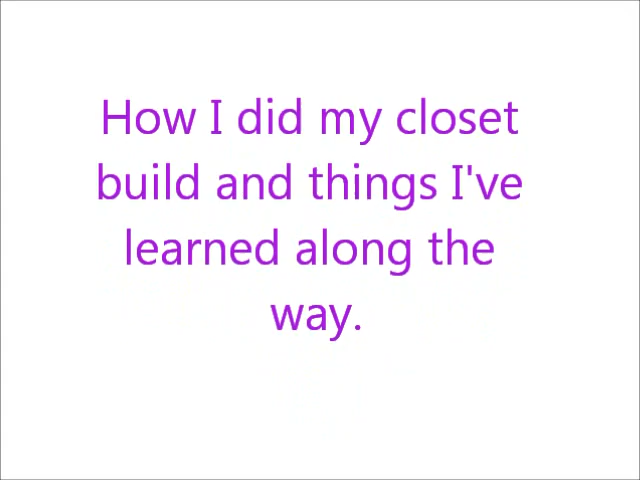 How I did my closet
build and things I've
learned along the
way.